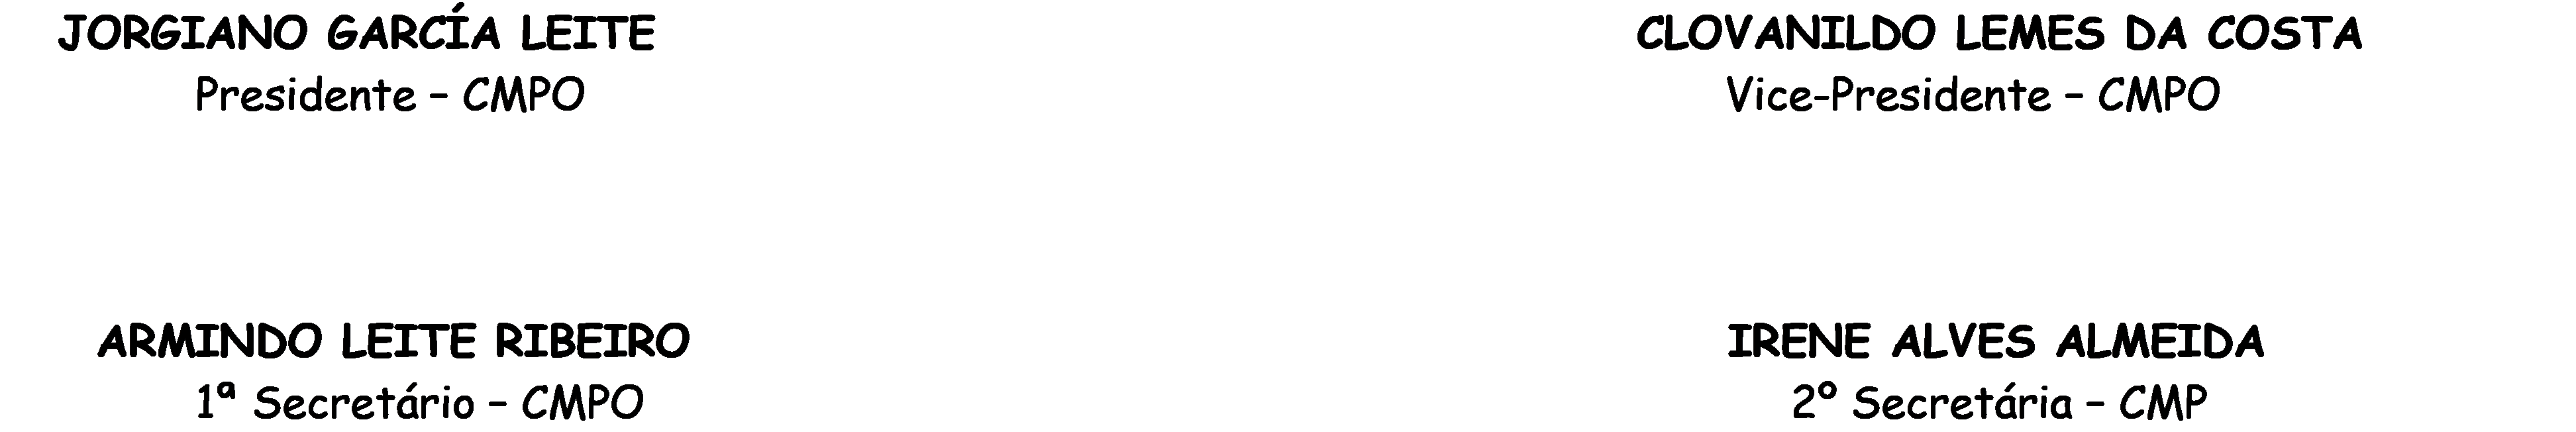 JORGIANO GARCÍA LEITE CLOVANILDO LEMES DA COSTA
Presidente – CMPO Vice-Presidente – CMPO
ARMINDO LEITE RIBEIRO IRENE ALVES ALMEIDA
1ª Secretário – CMPO 2º Secretária – CMP